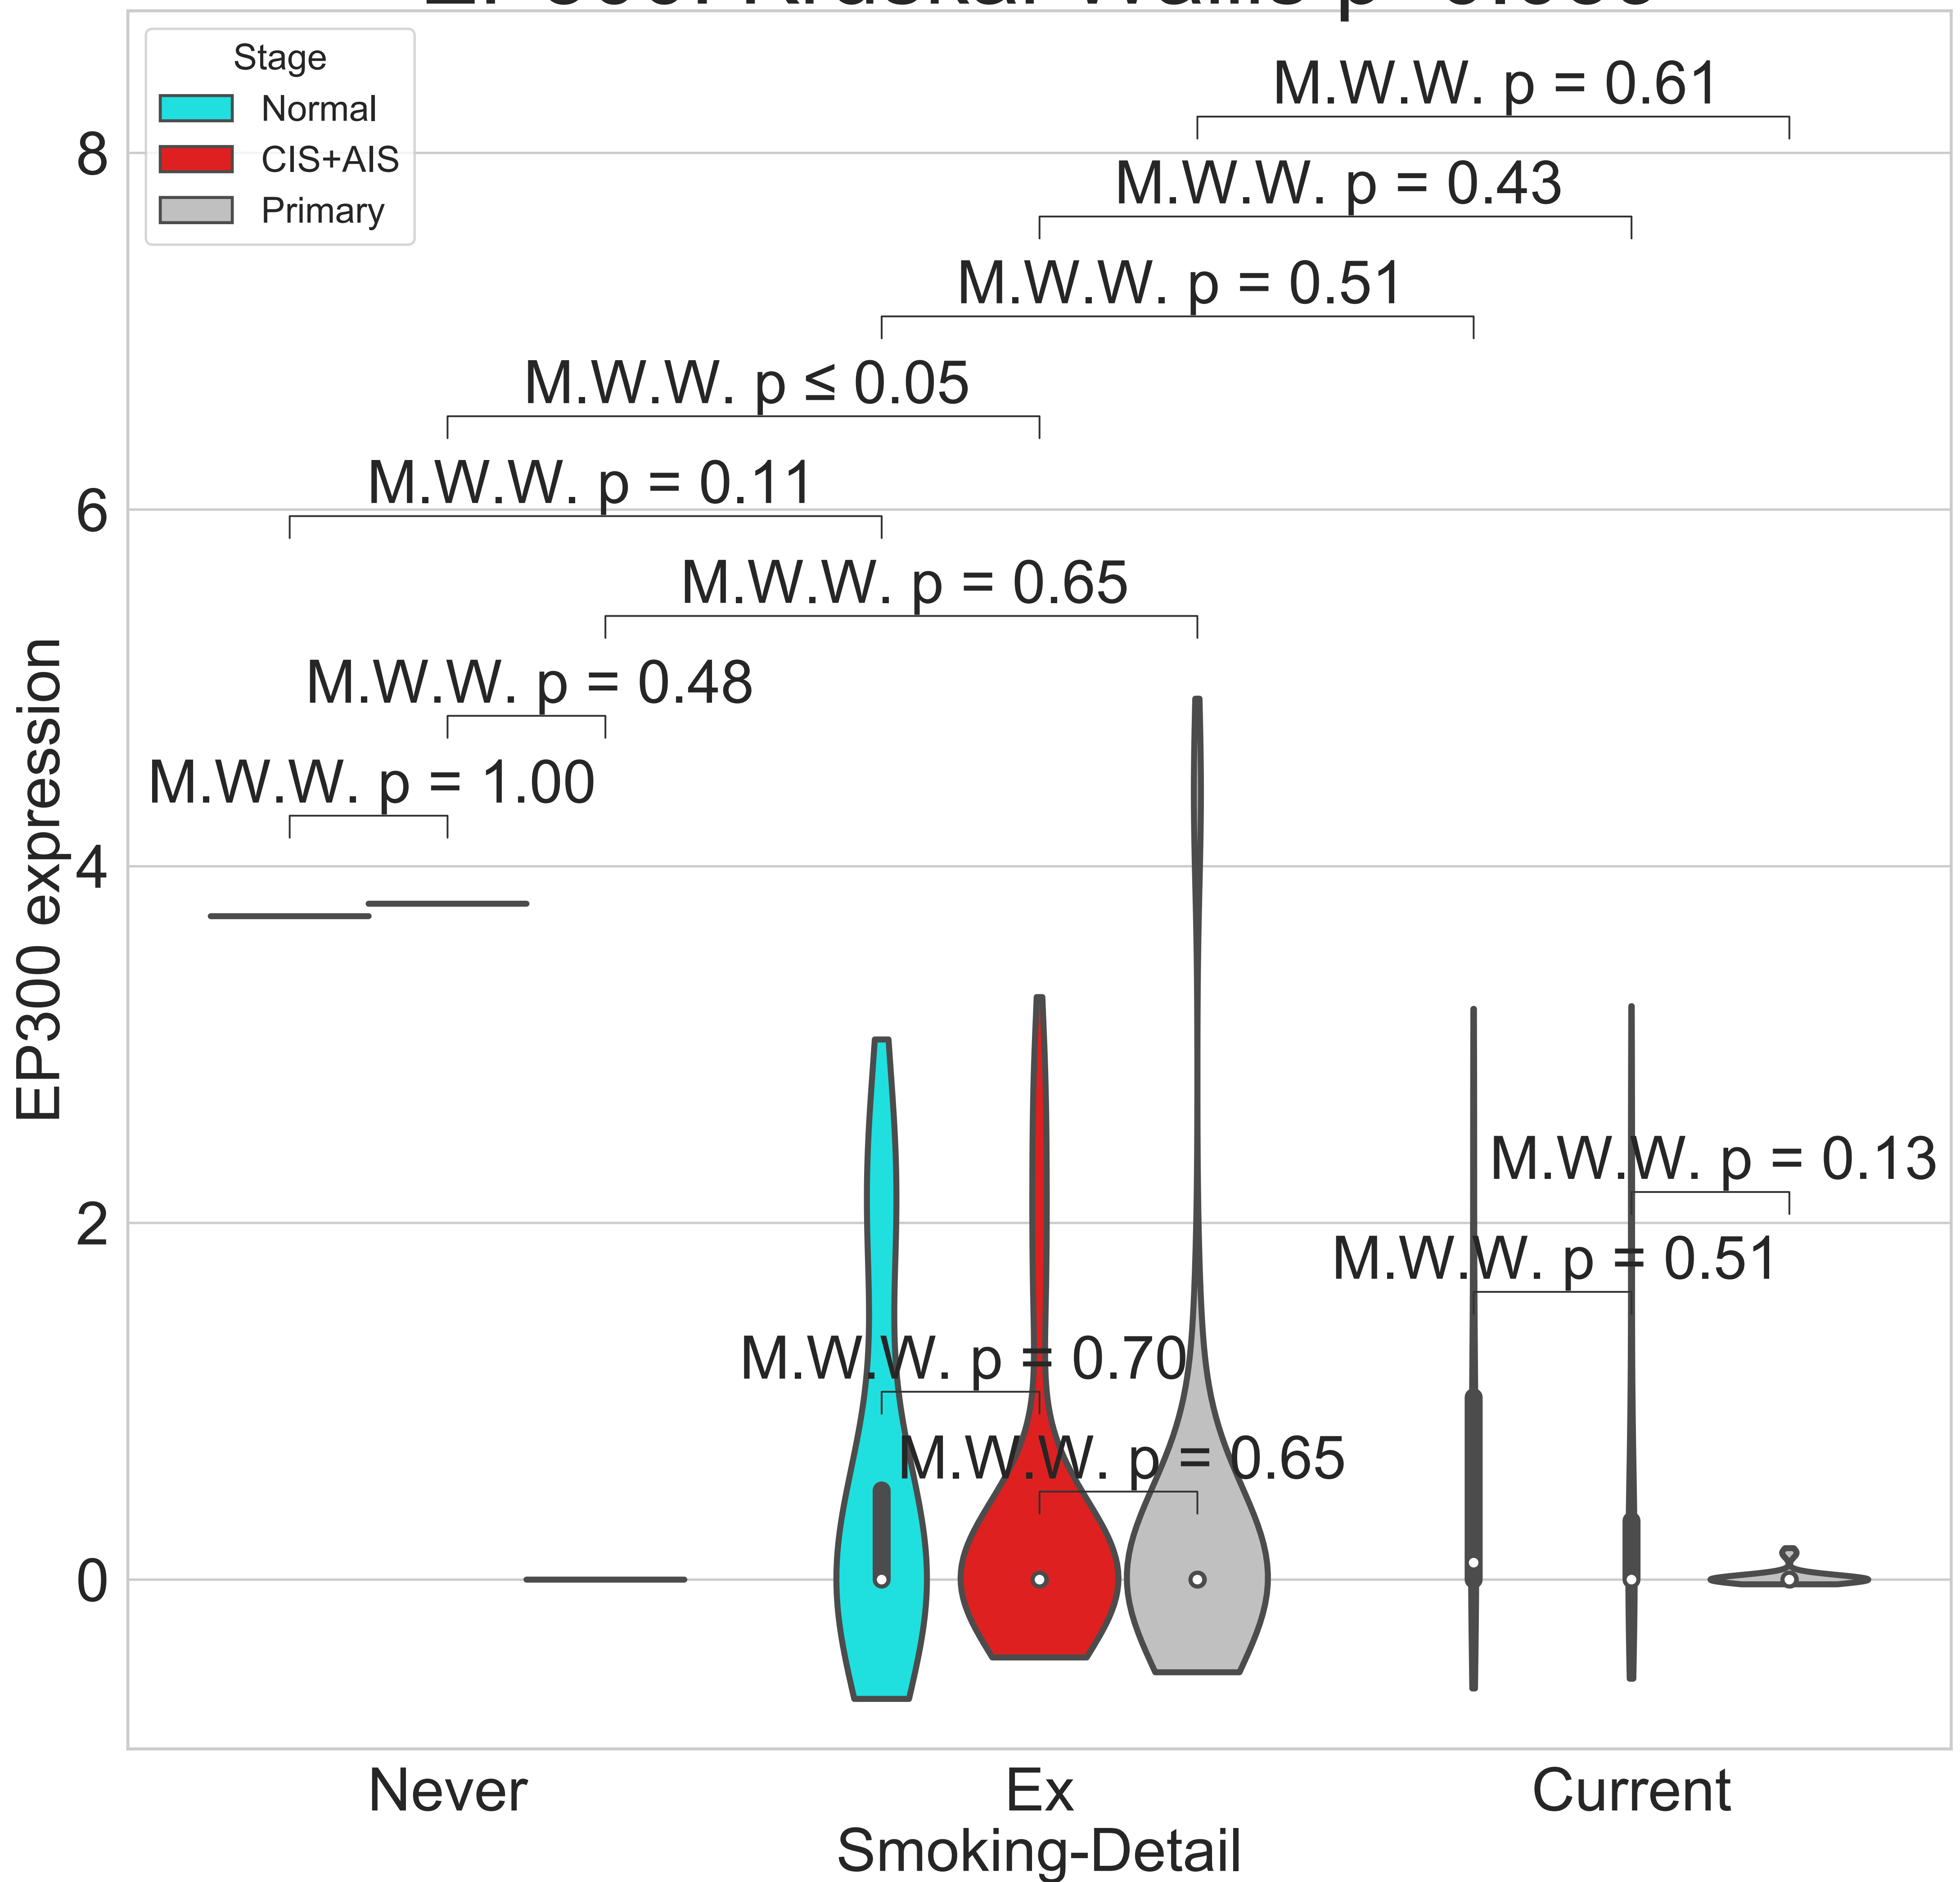 Stage
Normal
CIS+AIS
Primary
M.W.W. p = 0.61
8
M.W.W. p = 0.43
M.W.W. p = 0.51
M.W.W. p ≤ 0.05
M.W.W. p = 0.11
6
M.W.W. p = 0.65
M.W.W. p = 0.48
M.W.W. p = 1.00
4
EP300 expression
M.W.W. p = 0.13
2
M.W.W. p = 0.51
M.W.W. p = 0.70
M.W.W. p = 0.65
0
Never
Ex
Current
Smoking-Detail